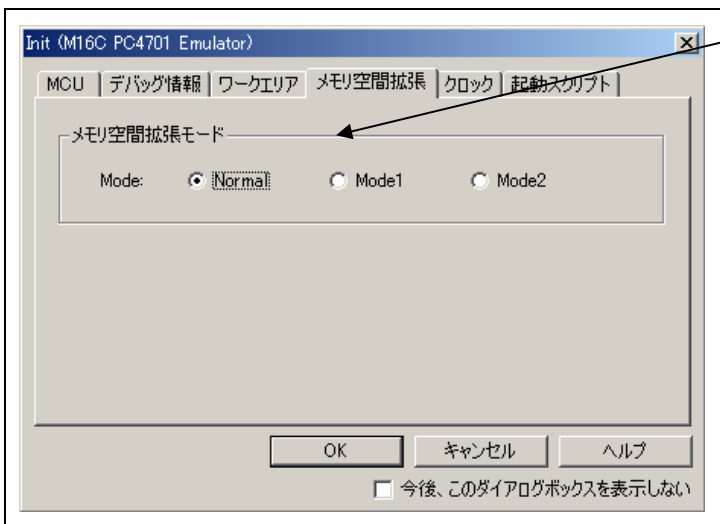 Init (M16C PC4701 Emulator)
MCU デバッグ情報 ワークエリア メモリ空間拡張 クロック 起動スクリプト
メモリ空間拡張モード
Mode: Normal Mode1 Mode2
OK キャンセル ヘルプ
今後、このダイアログボックスを表示しない